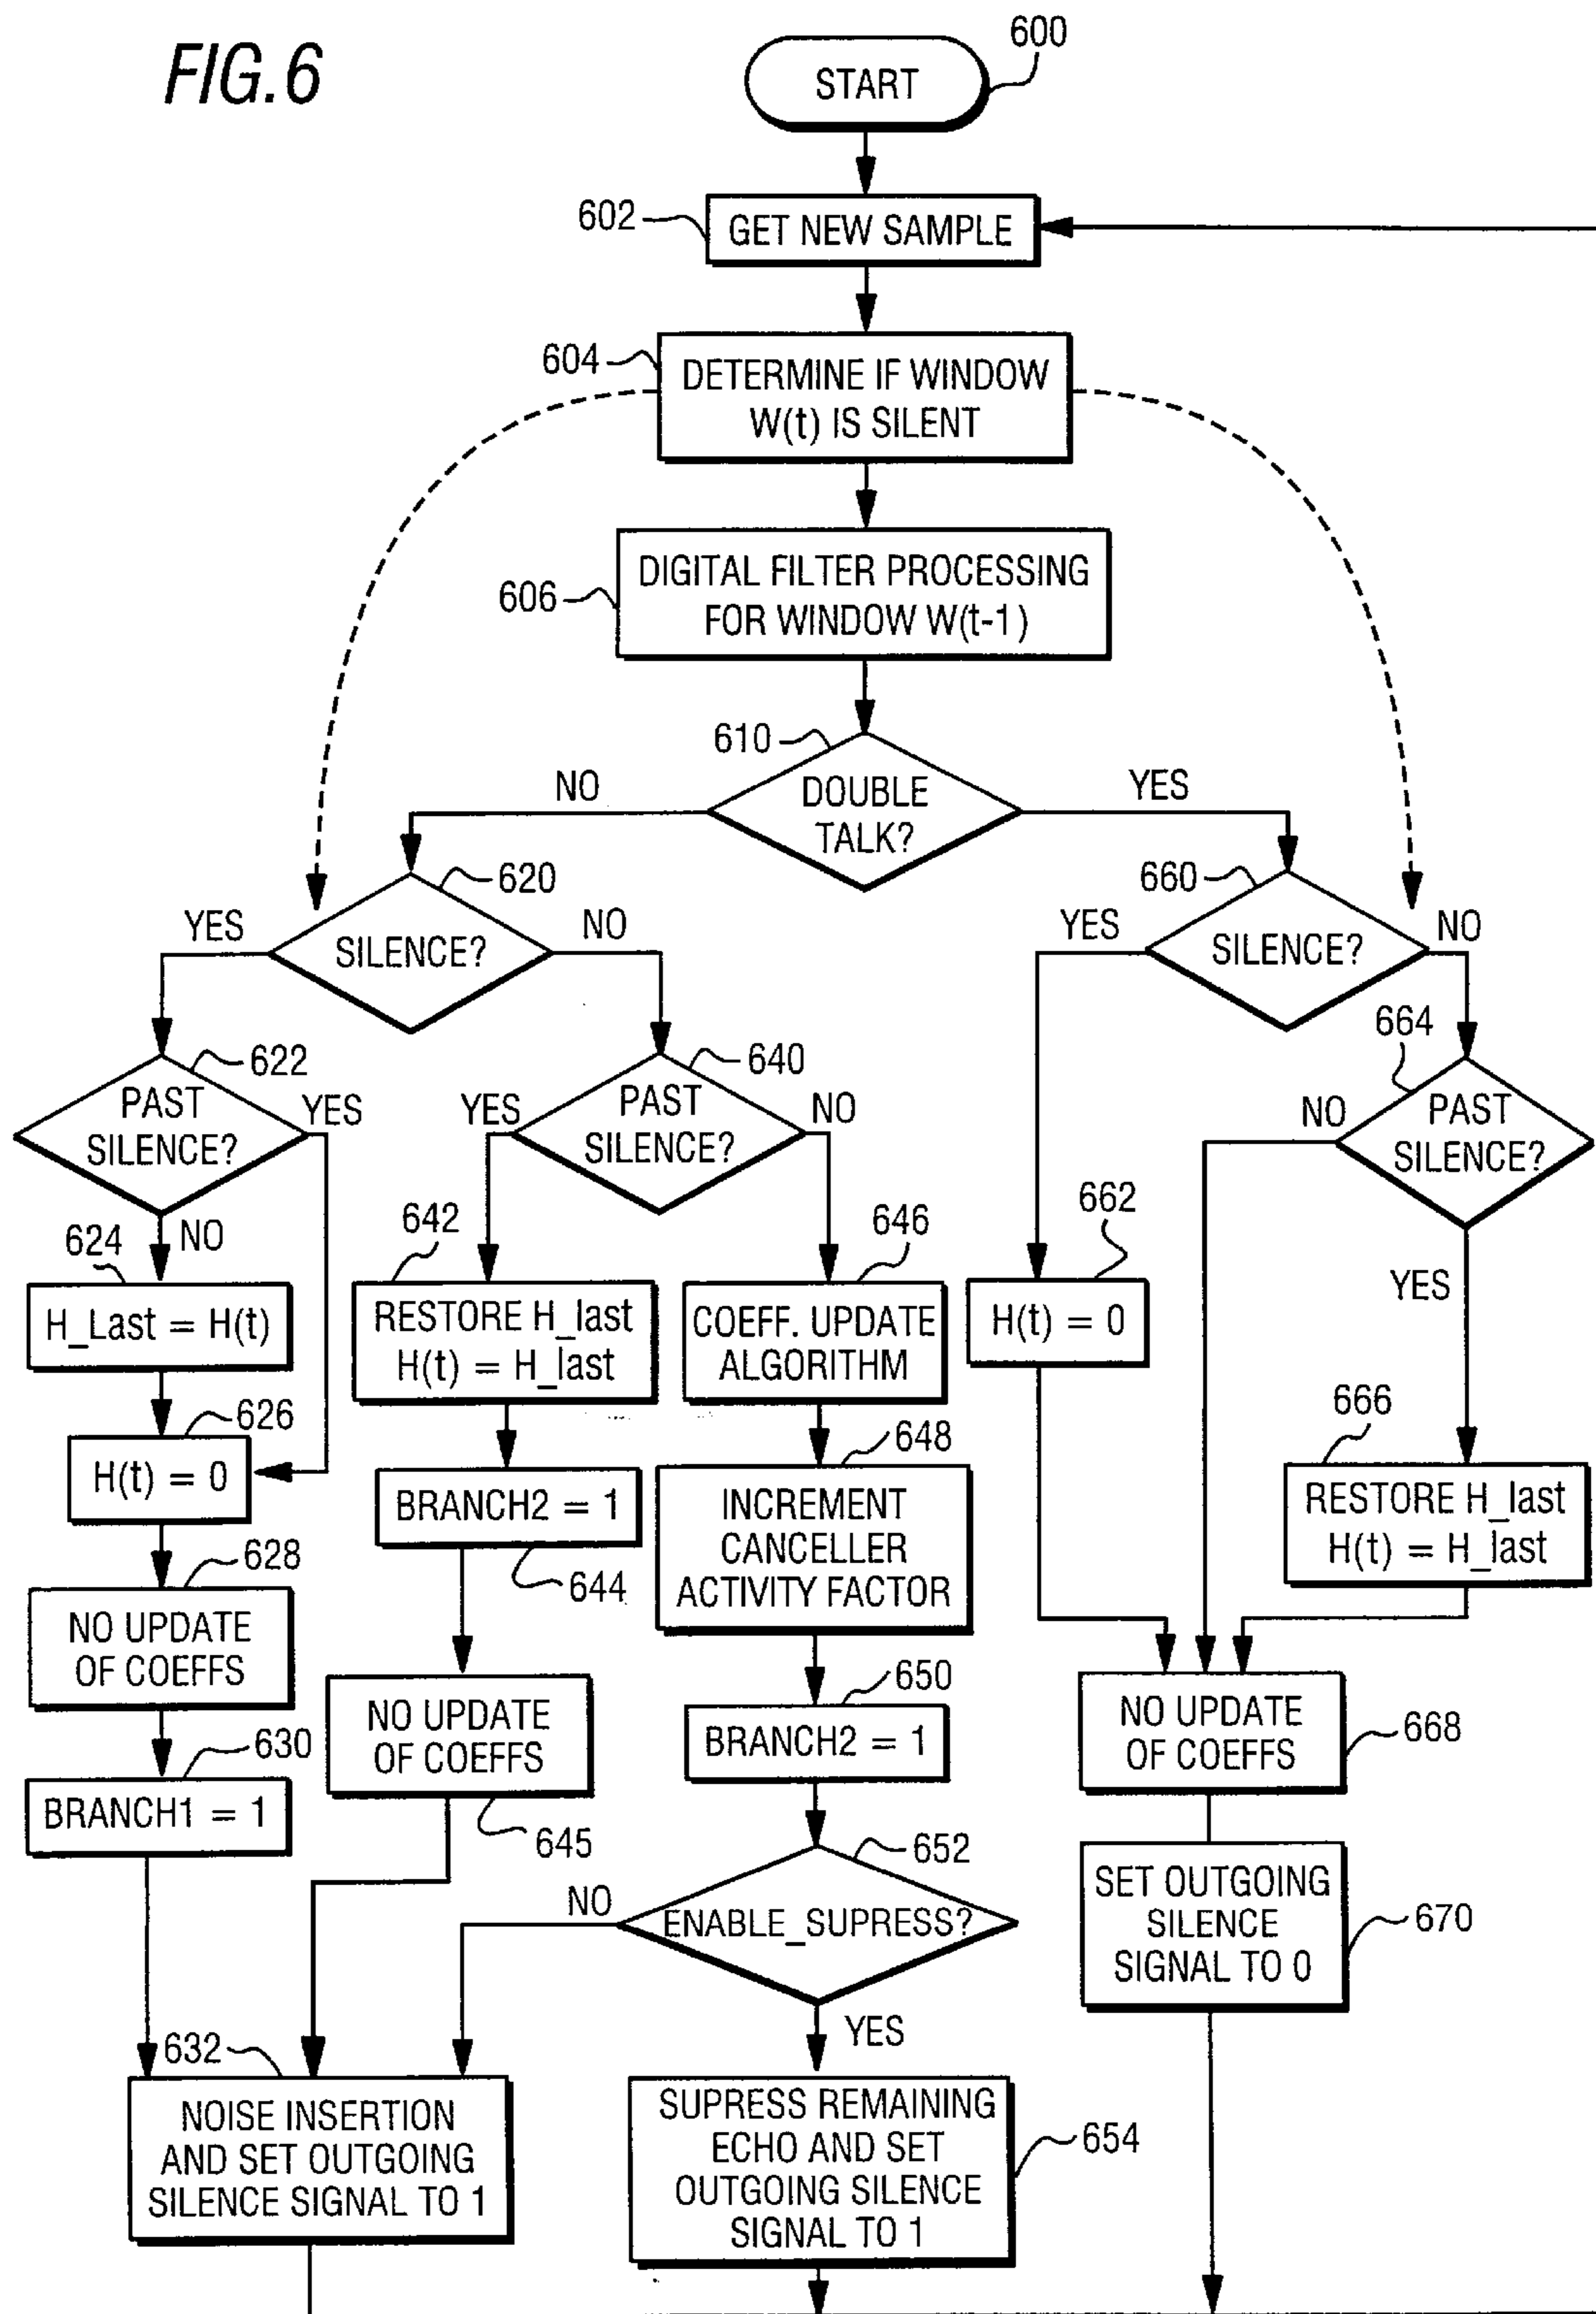 FIG.6
600
START
602
GET NEW SAMPLE
604
DETERMINE IF WINDOW
W(t) IS SILENT
606
DIGITAL FILTER PROCESSING
FOR WINDOW W(t-1)
610
DOUBLE
TALK?
NO
YES
620
SILENCE?
YES
NO
660
SILENCE?
YES
NO
622
PAST
SILENCE?
YES
NO
640
PAST
SILENCE?
YES
NO
664
PAST
SILENCE?
NO
YES
624
H_Last = H(t)
642
RESTORE H_last
H(t) = H_last
646
COEFF. UPDATE
ALGORITHM
662
H(t) = 0
626
H(t) = 0
BRANCH2 = 1
644
648
INCREMENT
CANCELLER
ACTIVITY FACTOR
666
RESTORE H_last
H(t) = H_last
628
NO UPDATE
OF COEFFS
NO UPDATE
OF COEFFS
645
650
BRANCH2 = 1
NO UPDATE
OF COEFFS
668
630
BRANCH1 = 1
652
ENABLE_SUPRESS?
NO
YES
SET OUTGOING
SILENCE
SIGNAL TO 0
670
632
NOISE INSERTION
AND SET OUTGOING
SILENCE SIGNAL TO 1
SUPRESS REMAINING
ECHO AND SET
OUTGOING SILENCE
SIGNAL TO 1
654